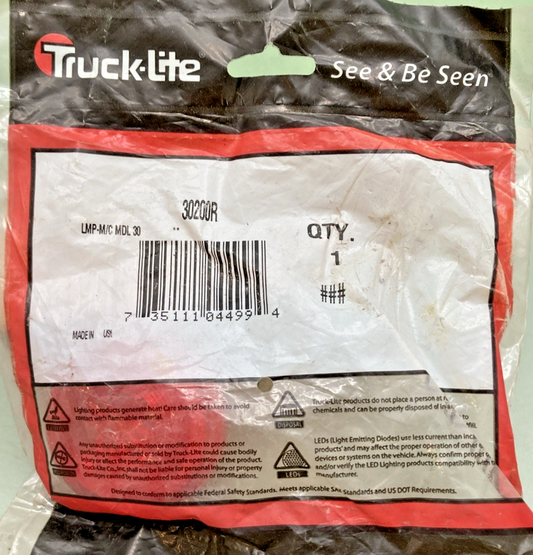 Truck-Lite
See & Be Seen
30200R
LMP-M/C MDL 30 **
QTY.
1
###
7 35111 04499 4
MADE IN USA
Lighting products generate heat! Care should be taken to avoid
contact with flammable material.
Truck-Lite products do not place a person at
chemicals and can be properly disposed of in
to
DISPOSAL
Any unauthorized substitution or modification to products or
packaging manufactured or sold by Truck-Lite could cause bodily
injury or affect the performance and safe operation of the product.
Truck-Lite Co., Inc. shall not be liable for personal injury or property
damages caused by unauthorized substitutions or modifications.
LEDs (Light Emitting Diodes) use less current than
products' and may affect the proper operation of other
devices or systems on the vehicle. Always confirm proper
and/or verify the LED Lighting products compatibility with
manufacturer.
LEDs
Designed to conform to applicable Federal Safety Standards. Meets applicable SAE Standards and US DOT Requirements.